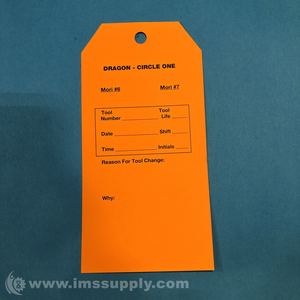 DRAGON - CIRCLE ONE
Mori #6 Mori #7
Tool Tool
Number Life
Date Shift
Time Initials
Reason For Tool Change:
Why:
www.imssupply.com